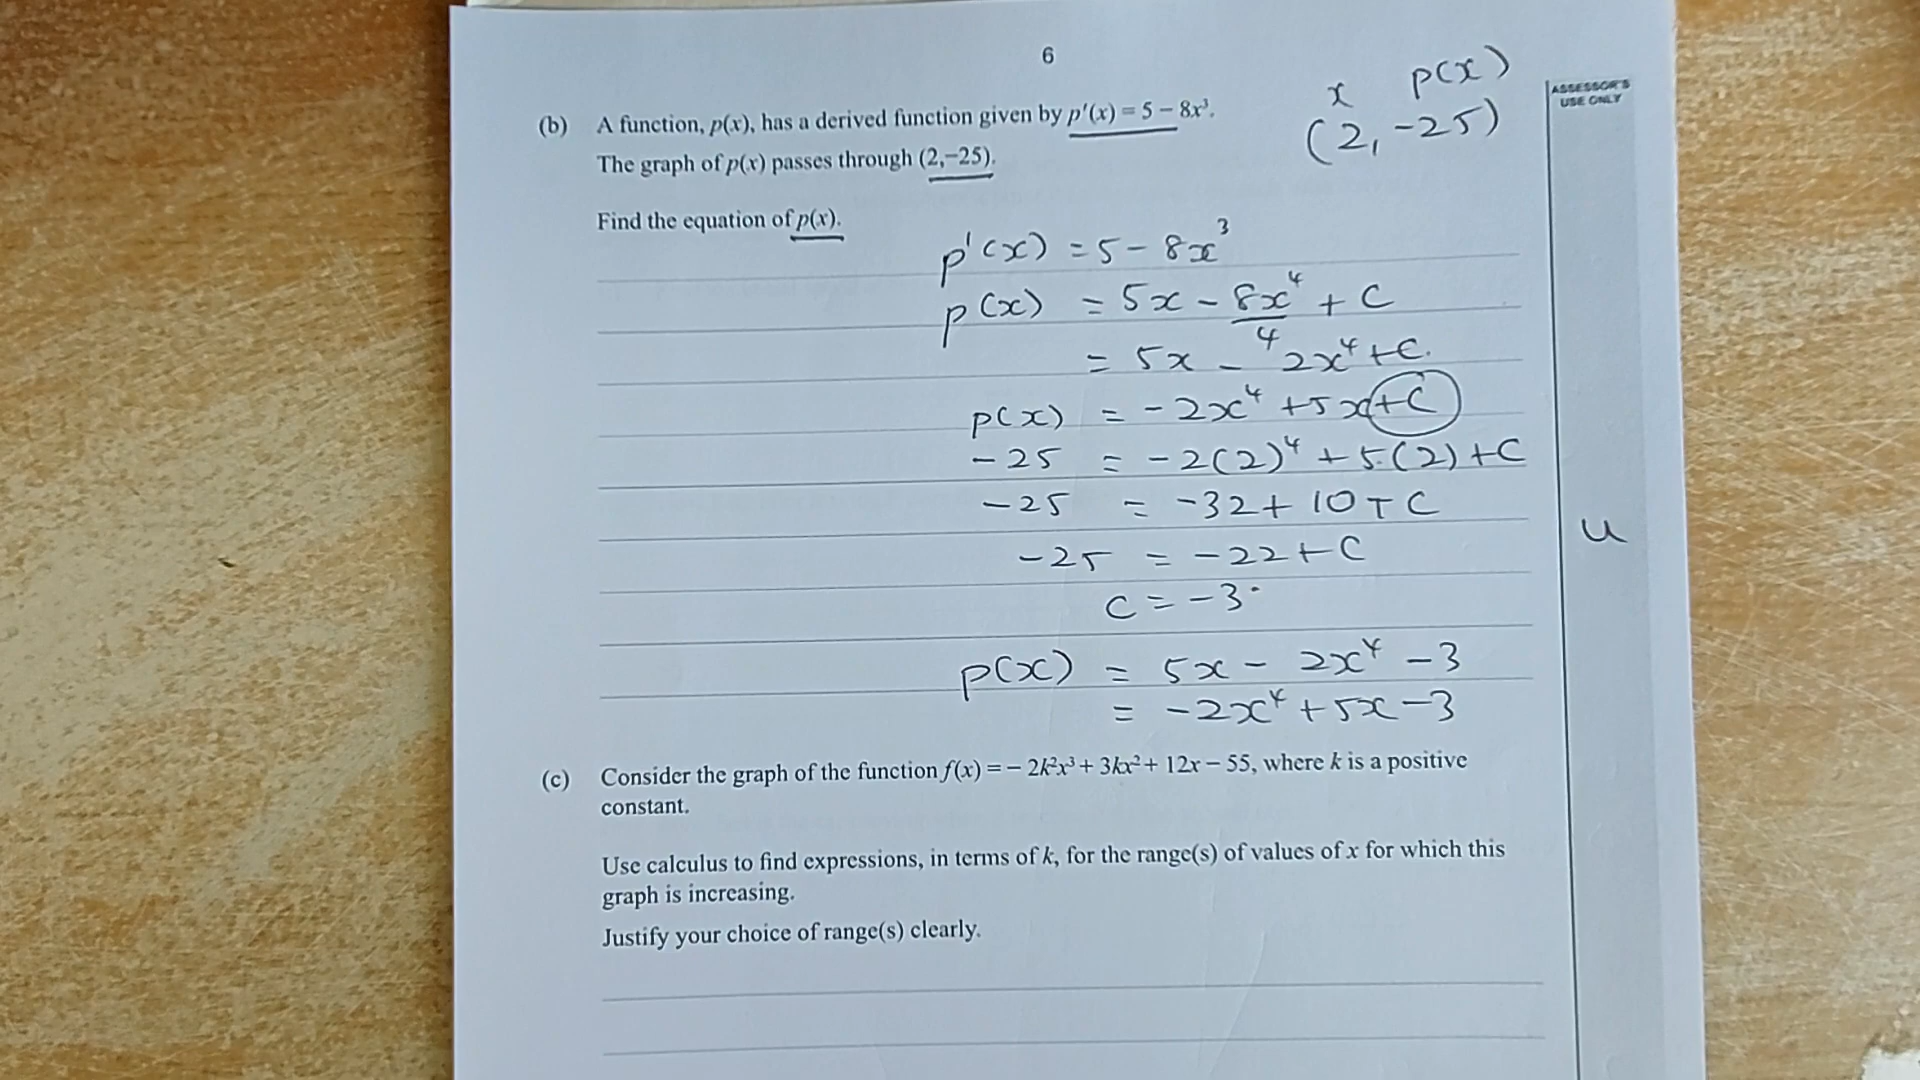 6
x p(x)
(2, -25)
ASSESSOR'S
USE ONLY
(b) A function, p(x), has a derived function given by p′(x) = 5 – 8x³.
The graph of p(x) passes through (2,–25).
Find the equation of p(x).
p'(x) = 5 - 8x³
p(x) = 5x - 8x⁴/4 + C
= 5x - 2x⁴ + C.
p(x) = -2x⁴ + 5x + C
-25 = -2(2)⁴ + 5.(2) + C
-25 = -32 + 10 + C
-25 = -22 + C
C = -3.
p(x) = 5x - 2x⁴ - 3
= -2x⁴ + 5x - 3
u
(c) Consider the graph of the function f(x) = – 2k²x³ + 3kx² + 12x – 55, where k is a positive
constant.
Use calculus to find expressions, in terms of k, for the range(s) of values of x for which this
graph is increasing.
Justify your choice of range(s) clearly.